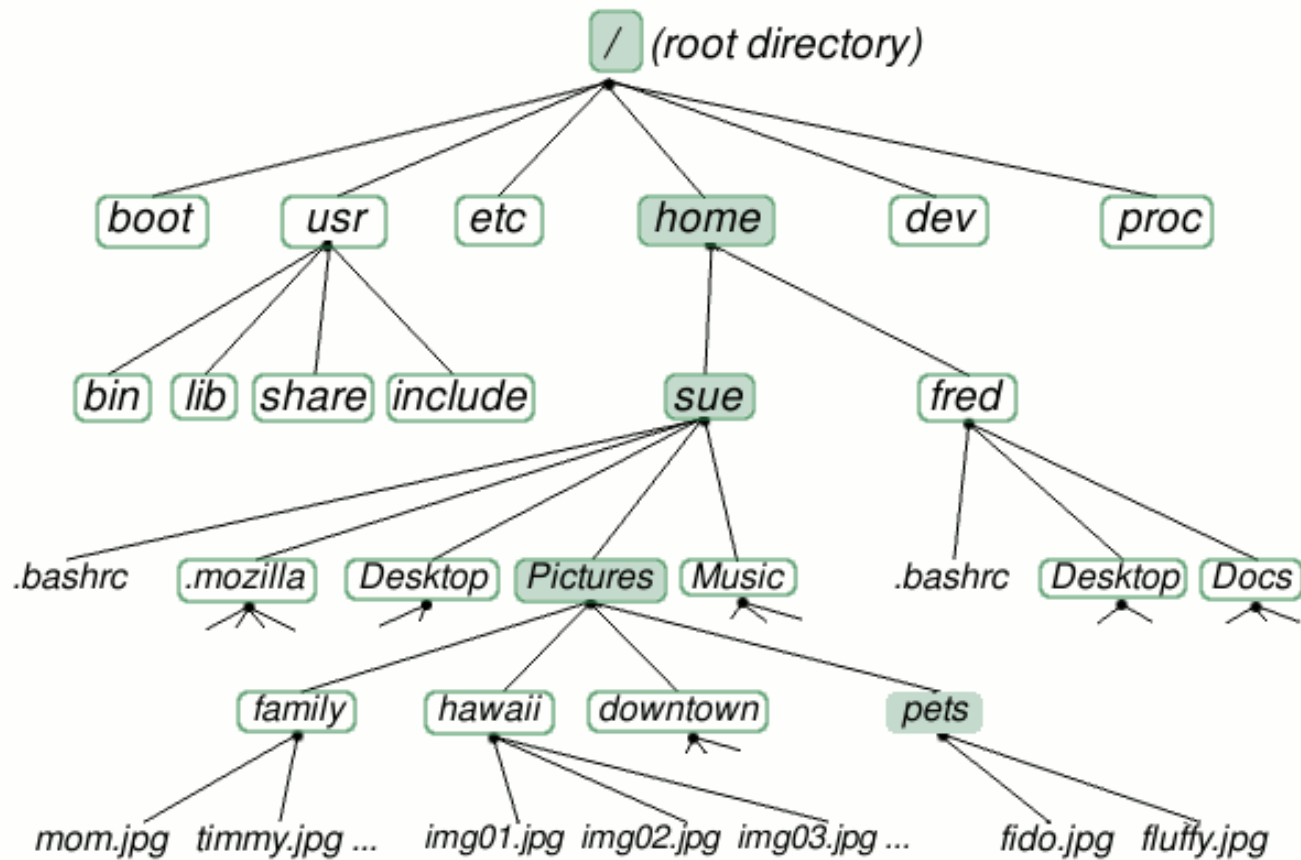 / (root directory)
boot usr etc home dev proc
bin lib share include sue fred
.bashrc .mozilla Desktop Pictures Music .bashrc Desktop Docs
family hawaii downtown pets
mom.jpg timmy.jpg ... img01.jpg img02.jpg img03.jpg ... fido.jpg fluffy.jpg